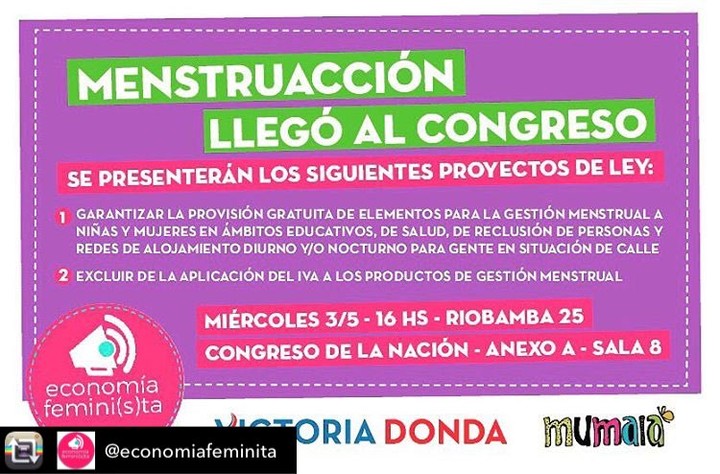 MENSTRUACCIÓN
LLEGÓ AL CONGRESO
SE PRESENTERÁN LOS SIGUIENTES PROYECTOS DE LEY:
1 GARANTIZAR LA PROVISIÓN GRATUITA DE ELEMENTOS PARA LA GESTIÓN MENSTRUAL A
NIÑAS Y MUJERES EN ÁMBITOS EDUCATIVOS, DE SALUD, DE RECLUSIÓN DE PERSONAS Y
REDES DE ALOJAMIENTO DIURNO Y/O NOCTURNO PARA GENTE EN SITUACIÓN DE CALLE
2 EXCLUIR DE LA APLICACIÓN DEL IVA A LOS PRODUCTOS DE GESTIÓN MENSTRUAL
MIÉRCOLES 3/5 - 16 HS - RIOBAMBA 25
CONGRESO DE LA NACIÓN - ANEXO A - SALA 8
economía
femini(s)ta
VICTORIA DONDA
mumalá
@economiafeminita